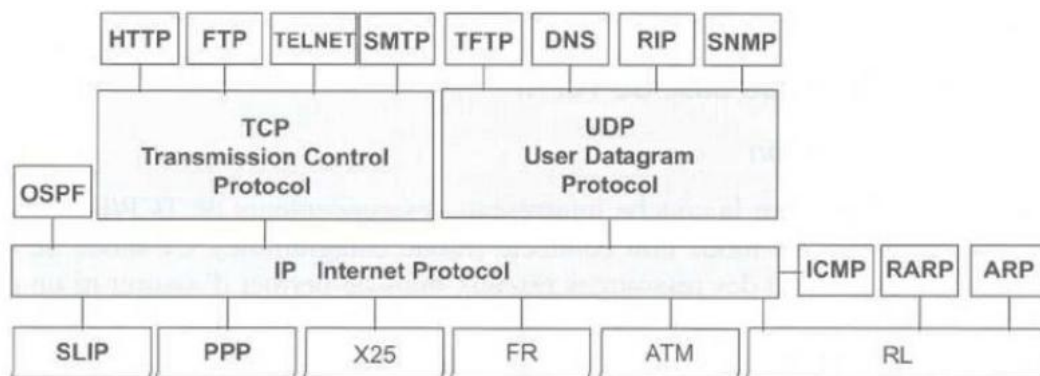 HTTP FTP TELNET SMTP TFTP DNS RIP SNMP
TCP
Transmission Control
Protocol
UDP
User Datagram
Protocol
OSPF
IP Internet Protocol
ICMP RARP ARP
SLIP PPP X25 FR ATM RL